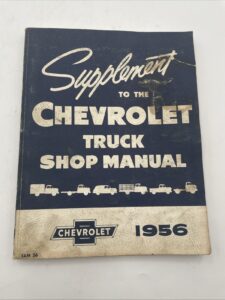 Supplement
TO THE
CHEVROLET
TRUCK
SHOP MANUAL
CHEVROLET
1956